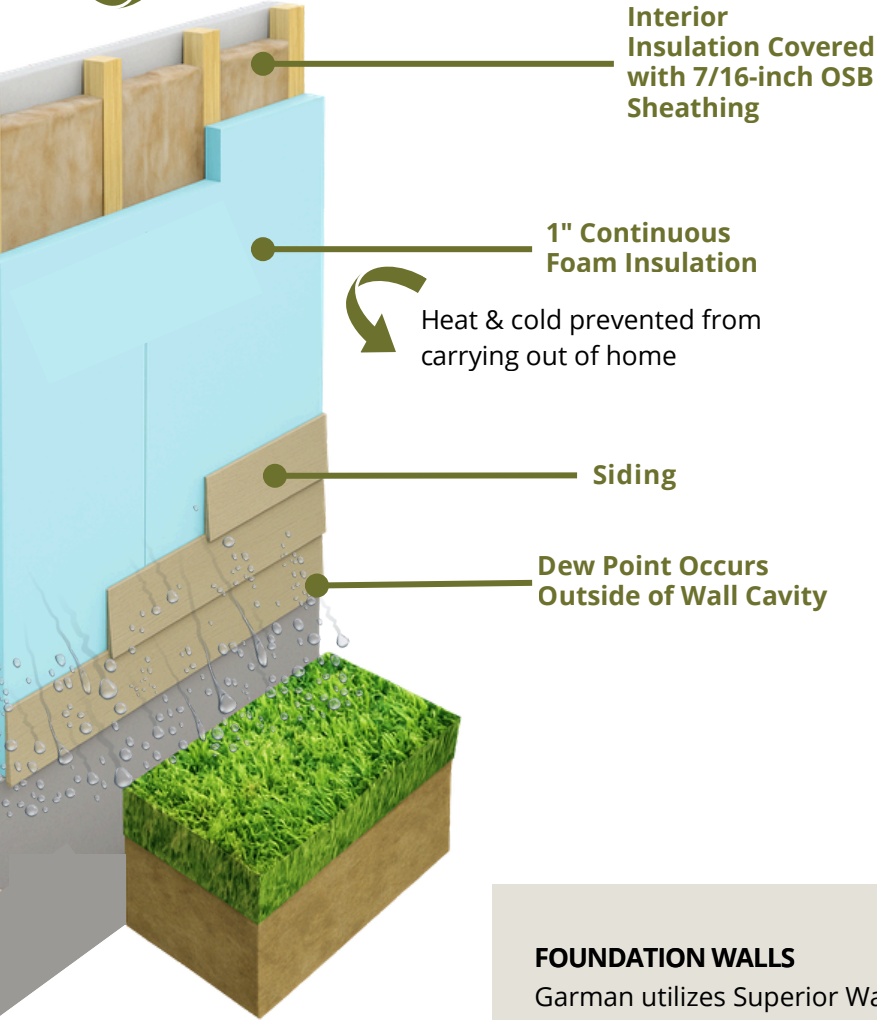 Interior
Insulation Covered
with 7/16-inch OSB
Sheathing
1" Continuous
Foam Insulation
Heat & cold prevented from
carrying out of home
Siding
Dew Point Occurs
Outside of Wall Cavity
FOUNDATION WALLS
Garman utilizes Superior